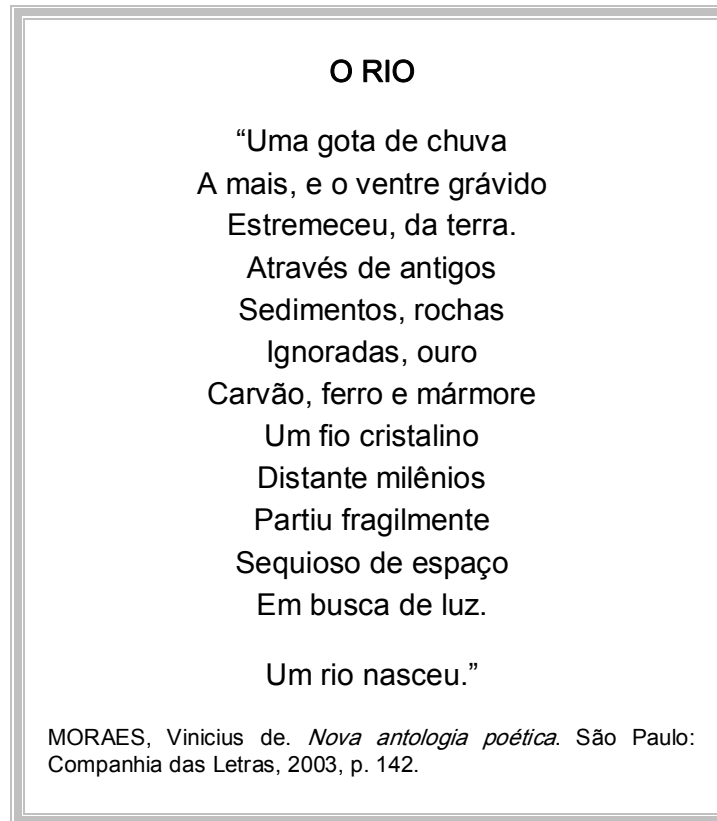 O RIO
“Uma gota de chuva
A mais, e o ventre grávido
Estremeceu, da terra.
Através de antigos
Sedimentos, rochas
Ignoradas, ouro
Carvão, ferro e mármore
Um fio cristalino
Distante milênios
Partiu fragilmente
Sequioso de espaço
Em busca de luz.
Um rio nasceu.”
MORAES, Vinicius de. Nova antologia poética. São Paulo:
Companhia das Letras, 2003, p. 142.